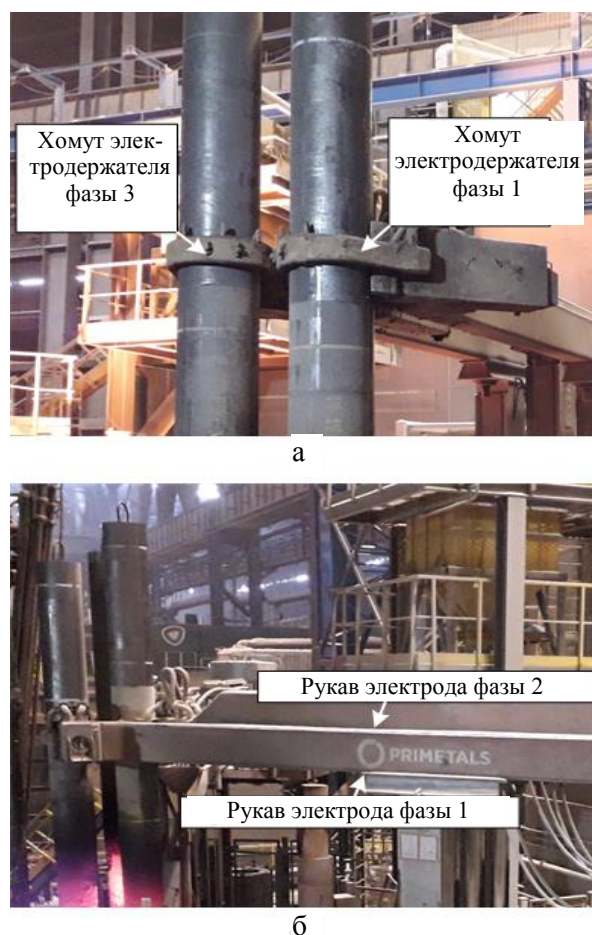 Хомут элек-
тродержателя
фазы 3
Хомут
электродержателя
фазы 1
а
Рукав электрода фазы 2
PRIMETALS
Рукав электрода фазы 1
б